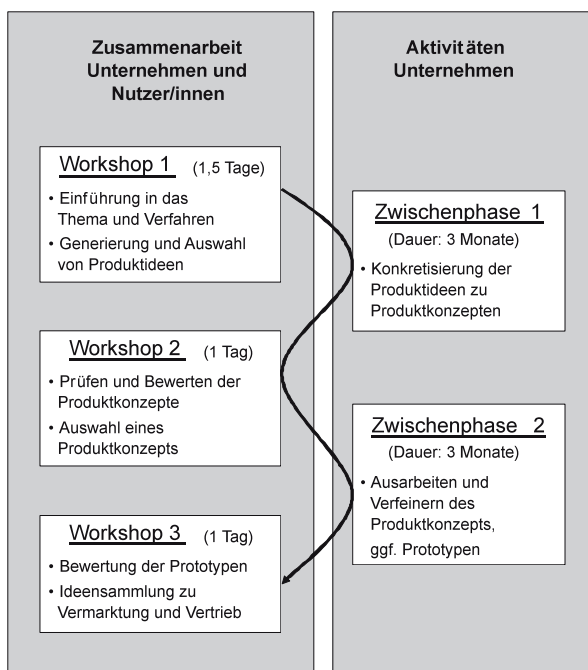 Zusammenarbeit
Unternehmen und
Nutzer/innen
Workshop 1 (1,5 Tage)
• Einführung in das
Thema und Verfahren
• Generierung und Auswahl
von Produktideen
Workshop 2 (1 Tag)
• Prüfen und Bewerten der
Produktkonzepte
• Auswahl eines
Produktkonzepts
Workshop 3 (1 Tag)
• Bewertung der Prototypen
• Ideensammlung zu
Vermarktung und Vertrieb
Aktivitäten
Unternehmen
Zwischenphase 1
(Dauer: 3 Monate)
• Konkretisierung der
Produktideen zu
Produktkonzepten
Zwischenphase 2
(Dauer: 3 Monate)
• Ausarbeiten und
Verfeinern des
Produktkonzepts,
ggf. Prototypen